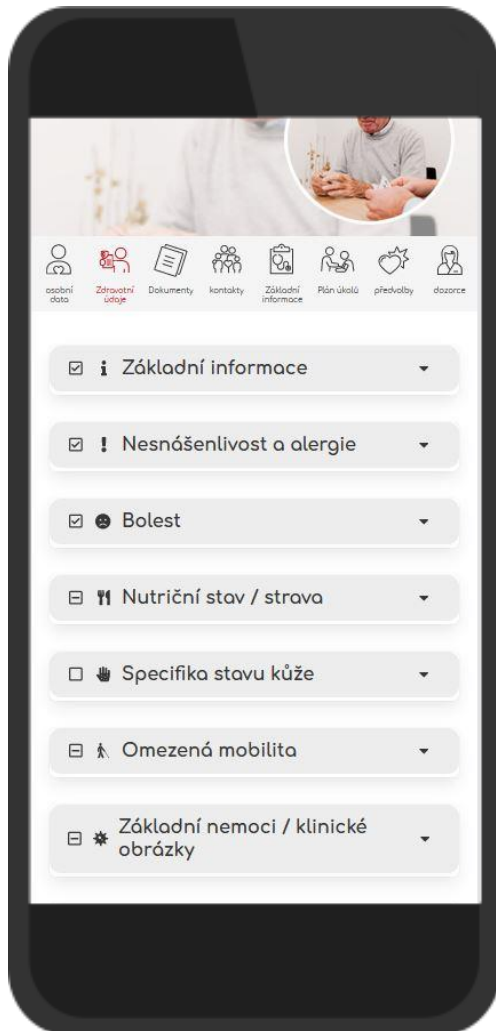 osobní
data
Zdravotní
údaje
Dokumenty
kontakty
Základní
informace
Plán úkolů
předvolby
dozorce
Základní informace
Nesnášenlivost a alergie
Bolest
Nutriční stav / strava
Specifika stavu kůže
Omezená mobilita
Základní nemoci / klinické
obrázky